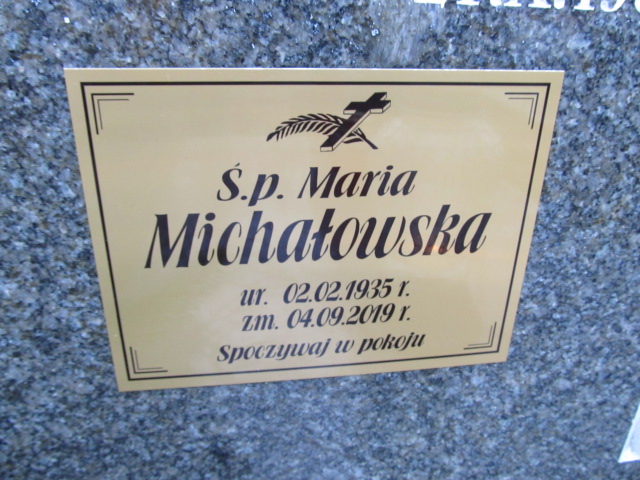 Ś.p. Maria
Michałowska
ur. 02.02.1935 r.
zm. 04.09.2019 r.
Spoczywaj w pokoju